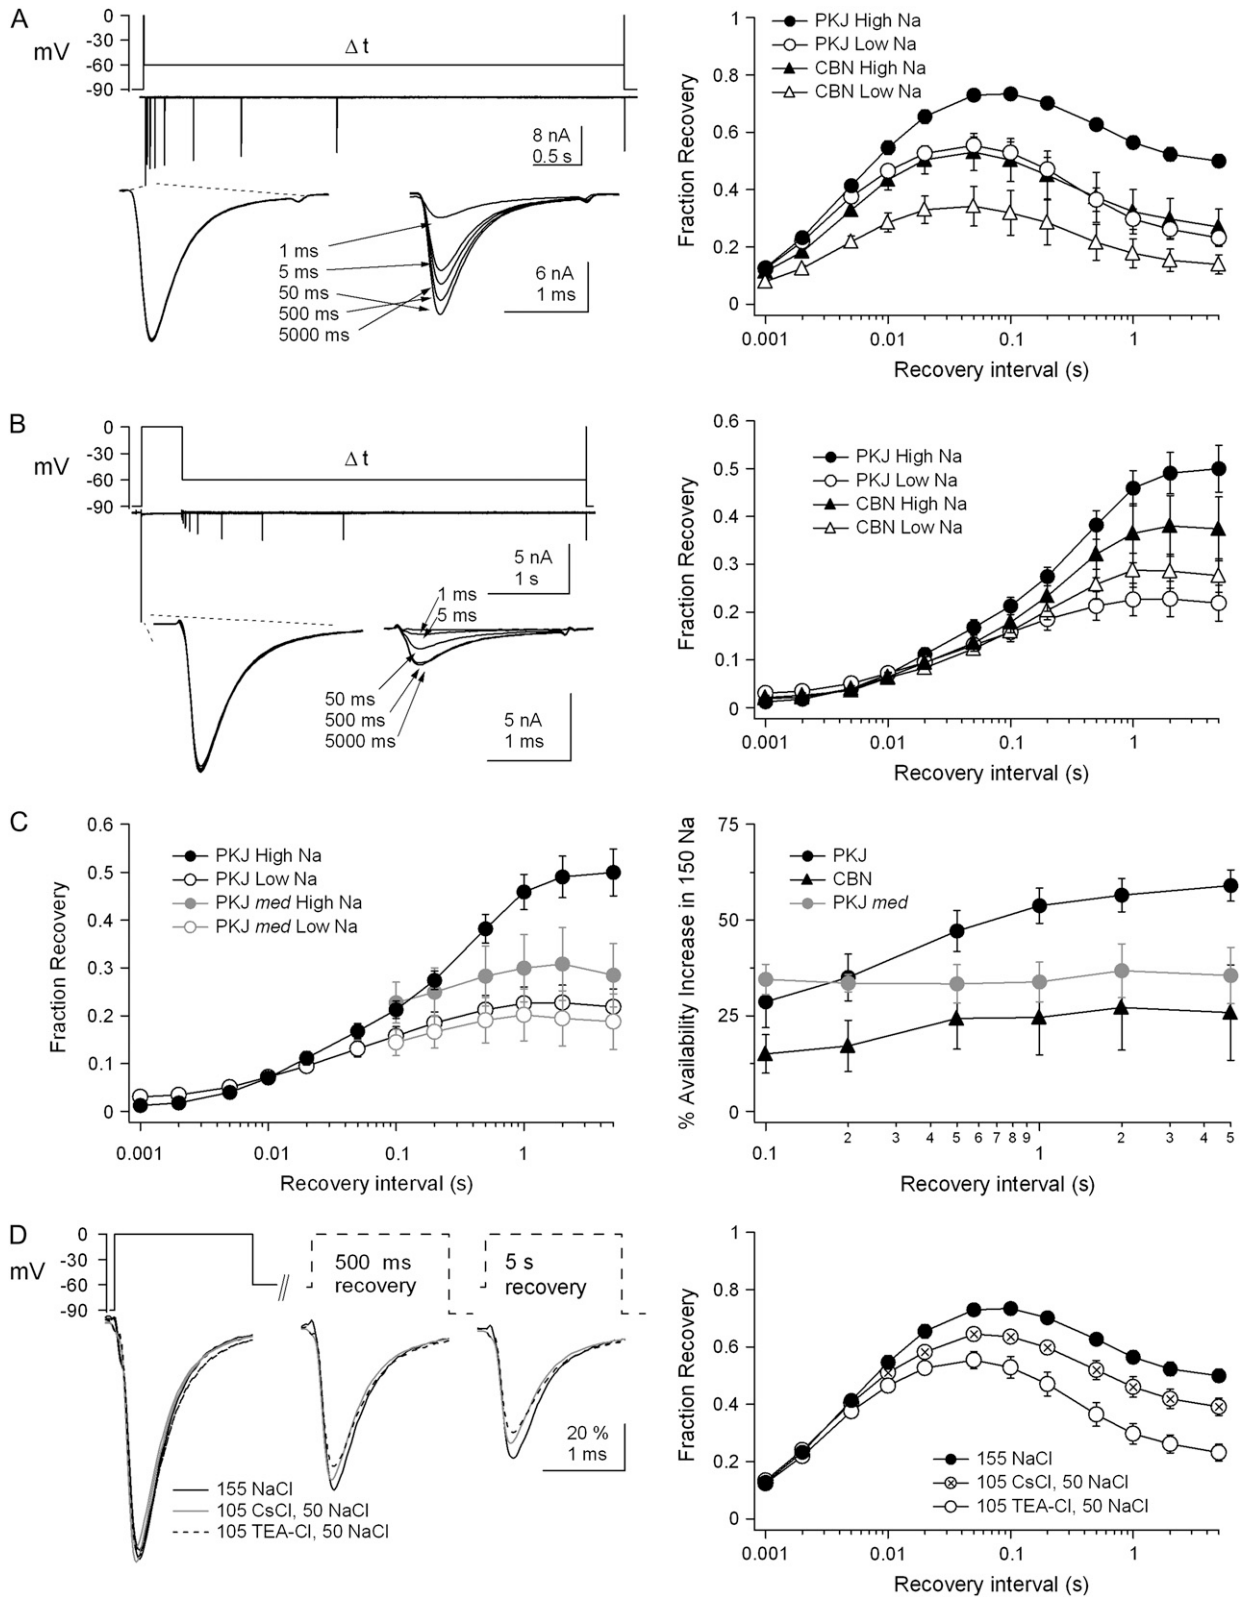 A
mV
0
-30
-60
-90
Δ t
8 nA
0.5 s
1 ms
5 ms
50 ms
500 ms
5000 ms
6 nA
1 ms
Fraction Recovery
1
0.8
0.6
0.4
0.2
0
PKJ High Na
PKJ Low Na
CBN High Na
CBN Low Na
0.001
0.01
0.1
1
Recovery interval (s)
B
mV
0
-30
-60
-90
Δ t
5 nA
1 s
1 ms
5 ms
50 ms
500 ms
5000 ms
5 nA
1 ms
Fraction Recovery
0.6
0.5
0.4
0.3
0.2
0.1
0
PKJ High Na
PKJ Low Na
CBN High Na
CBN Low Na
0.001
0.01
0.1
1
Recovery interval (s)
C
Fraction Recovery
0.6
0.5
0.4
0.3
0.2
0.1
0
PKJ High Na
PKJ Low Na
PKJ med High Na
PKJ med Low Na
0.001
0.01
0.1
1
Recovery interval (s)
% Availability Increase in 150 Na
75
50
25
0
PKJ
CBN
PKJ med
0.1
2
3
4
5
6
7
8
9
1
2
3
4
5
Recovery interval (s)
D
mV
0
-30
-60
-90
500 ms
recovery
5 s
recovery
20 %
1 ms
155 NaCl
105 CsCl, 50 NaCl
105 TEA-Cl, 50 NaCl
Fraction Recovery
1
0.8
0.6
0.4
0.2
0
155 NaCl
105 CsCl, 50 NaCl
105 TEA-Cl, 50 NaCl
0.001
0.01
0.1
1
Recovery interval (s)